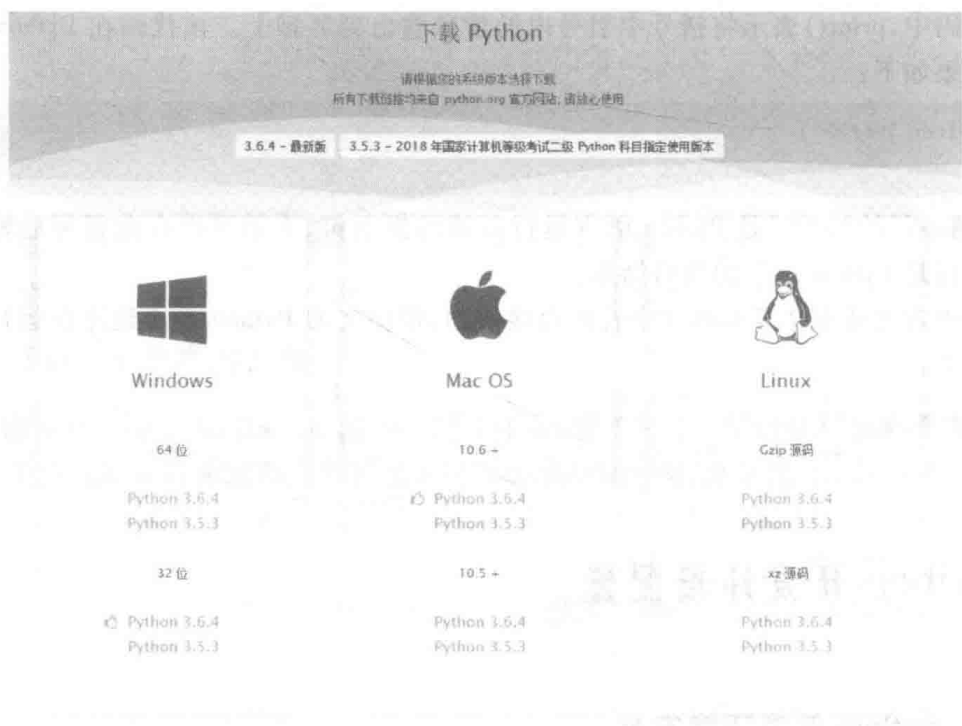 下载 Python
请根据您的系统版本选择下载
所有下载链接均来自 python.org 官方网站, 请放心使用
3.6.4 - 最新版
3.5.3 - 2018 年国家计算机等级考试二级 Python 科目指定使用版本
Windows
Mac OS
Linux
64 位
10.6 +
Gzip 源码
Python 3.6.4
Python 3.6.4
Python 3.6.4
Python 3.5.3
Python 3.5.3
Python 3.5.3
32 位
10.5 +
xz 源码
Python 3.6.4
Python 3.6.4
Python 3.6.4
Python 3.5.3
Python 3.5.3
Python 3.5.3